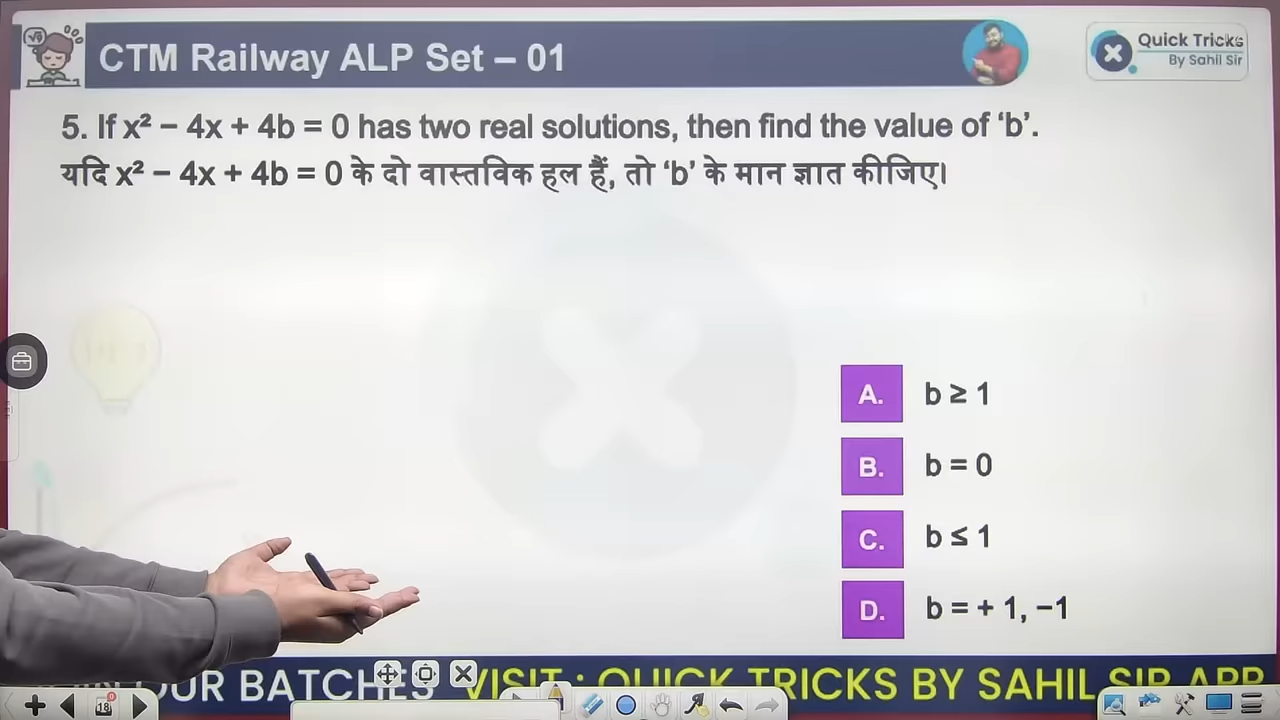 CTM Railway ALP Set – 01
Quick Tricks
By Sahil Sir
5. If x² − 4x + 4b = 0 has two real solutions, then find the value of ‘b’.
यदि x² − 4x + 4b = 0 के दो वास्तविक हल हैं, तो ‘b’ के मान ज्ञात कीजिए।
A. b ≥ 1
B. b = 0
C. b ≤ 1
D. b = + 1, −1
OUR BATCHES VISIT : QUICK TRICKS BY SAHIL SIR APP
18